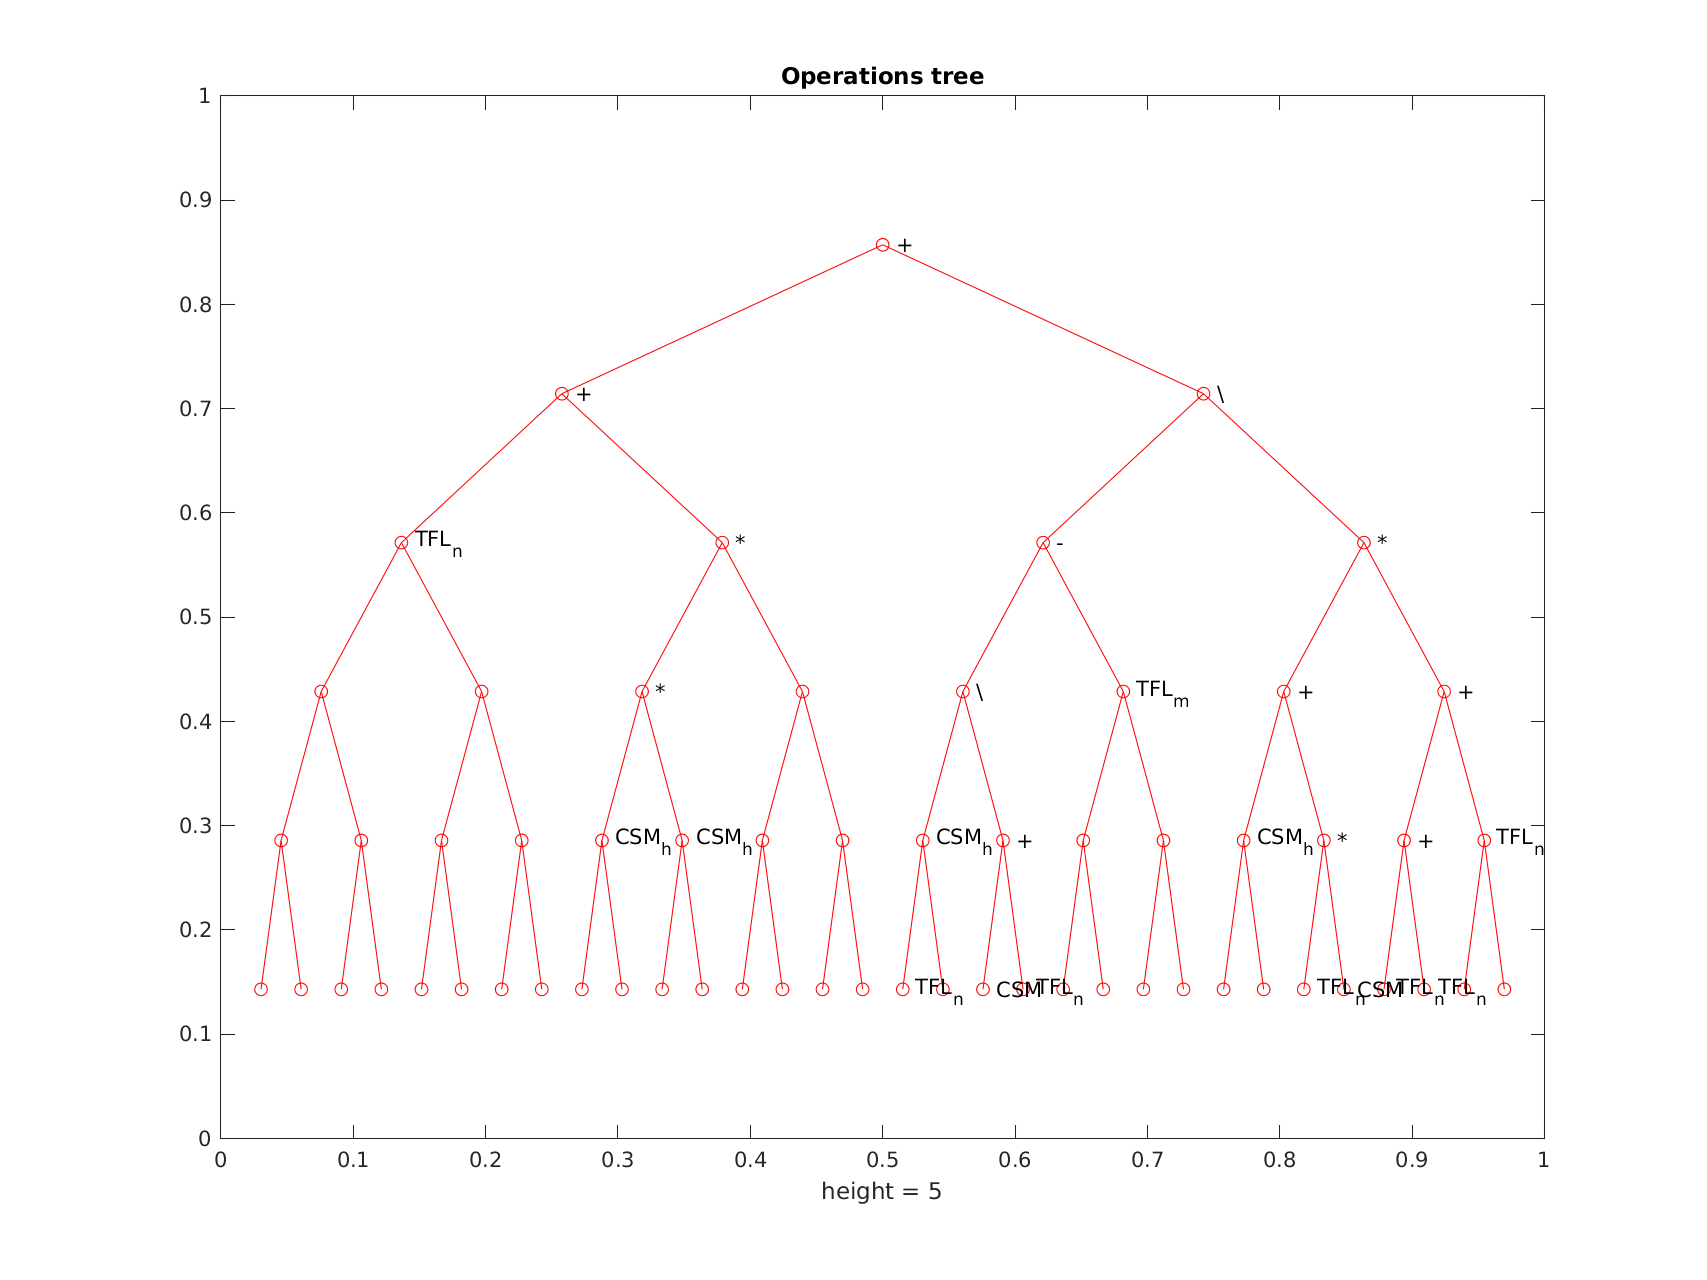 Operations tree
1
0.9
+
0.8
+ \
0.7
0.6
TFLn * - *
0.5
* \ TFLm + +
0.4
0.3
CSMh CSMh CSMh + CSMh * + TFLn
0.2
TFLn CSM TFLn TFLn CSM TFLn TFLn
0.1
0
0 0.1 0.2 0.3 0.4 0.5 0.6 0.7 0.8 0.9 1
height = 5